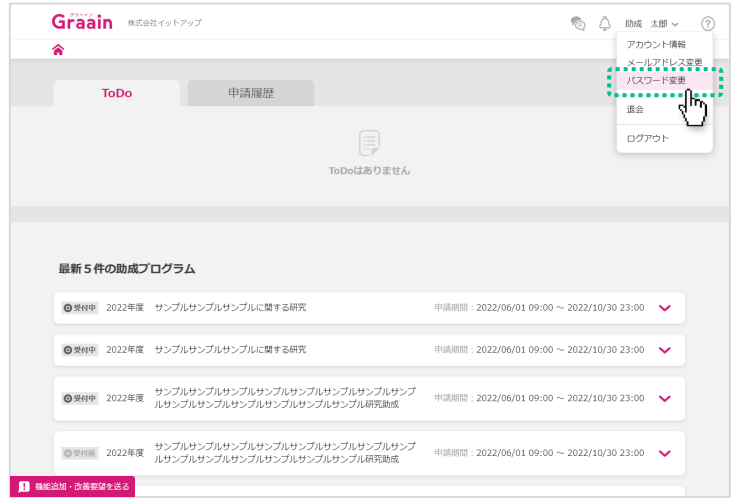 グラーイン
Graain 株式会社イットアップ 助成 太郎 ?
アカウント情報
メールアドレス変更
パスワード変更
退会
ログアウト
ToDo 申請履歴
ToDoはありません
最新５件の助成プログラム
受付中 2022年度 サンプルサンプルサンプルに関する研究 申請期間：2022/06/01 09:00 ～ 2022/10/30 23:00
受付中 2022年度 サンプルサンプルサンプルに関する研究 申請期間：2022/06/01 09:00 ～ 2022/10/30 23:00
受付中 2022年度 サンプルサンプルサンプルサンプルサンプルサンプルサンプルサンプ 申請期間：2022/06/01 09:00 ～ 2022/10/30 23:00
ルサンプルサンプルサンプルサンプルサンプルサンプル研究助成
受付前 2022年度 サンプルサンプルサンプルサンプルサンプルサンプルサンプルサンプ 申請期間：2022/06/01 09:00 ～ 2022/10/30 23:00
ルサンプルサンプルサンプルサンプルサンプルサンプル研究助成
! 機能追加・改善要望を送る